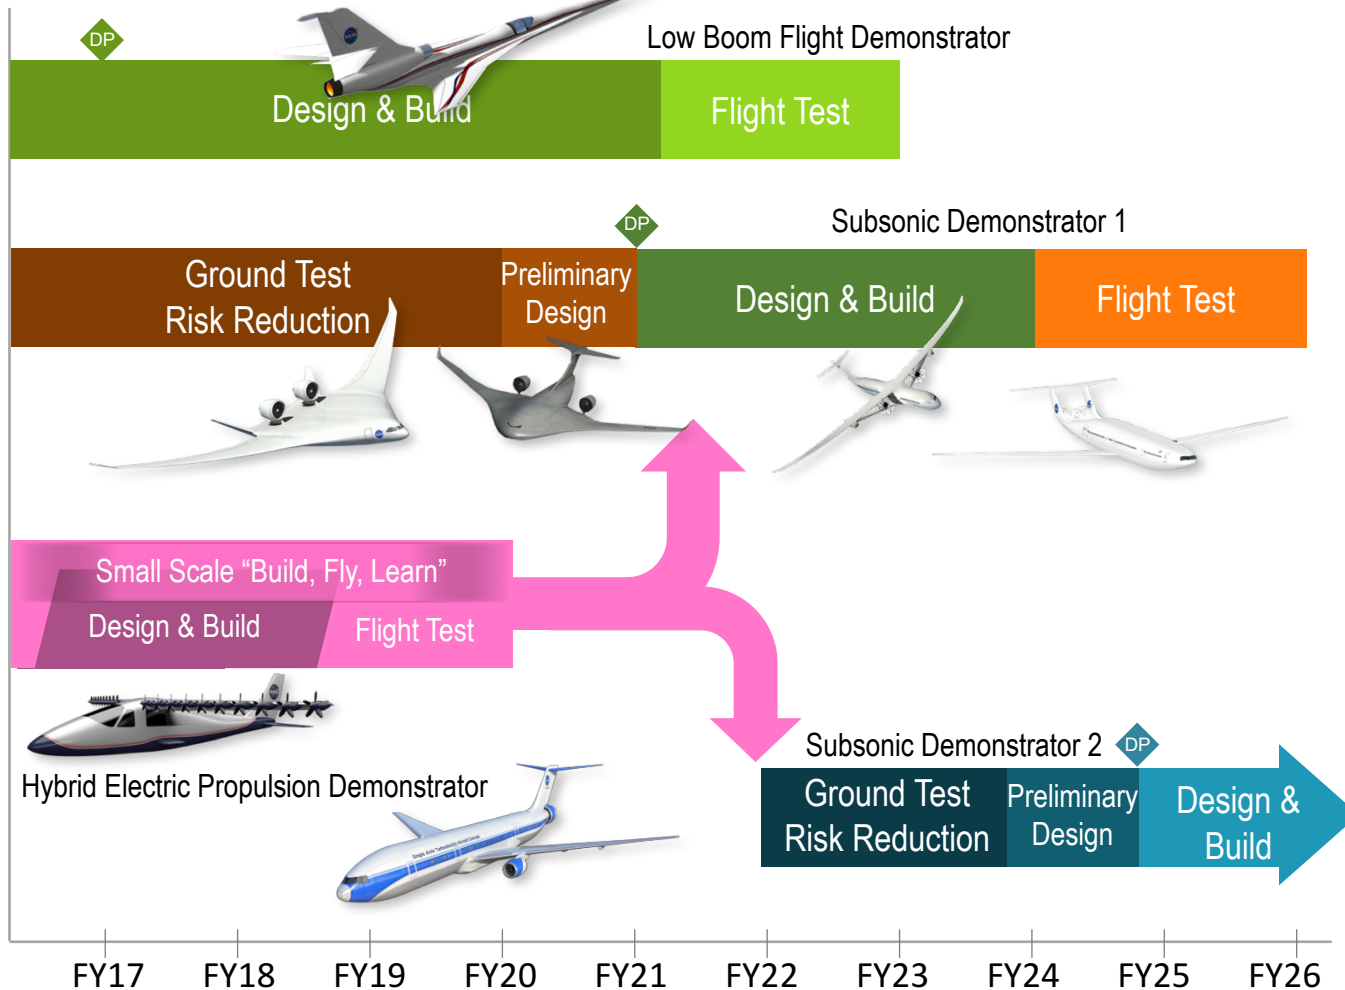 DP
Low Boom Flight Demonstrator
Design & Build
Flight Test
DP
Subsonic Demonstrator 1
Ground Test
Risk Reduction
Preliminary
Design
Design & Build
Flight Test
Small Scale “Build, Fly, Learn”
Design & Build
Flight Test
Hybrid Electric Propulsion Demonstrator
Subsonic Demonstrator 2
DP
Ground Test
Risk Reduction
Preliminary
Design
Design &
Build
FY17
FY18
FY19
FY20
FY21
FY22
FY23
FY24
FY25
FY26